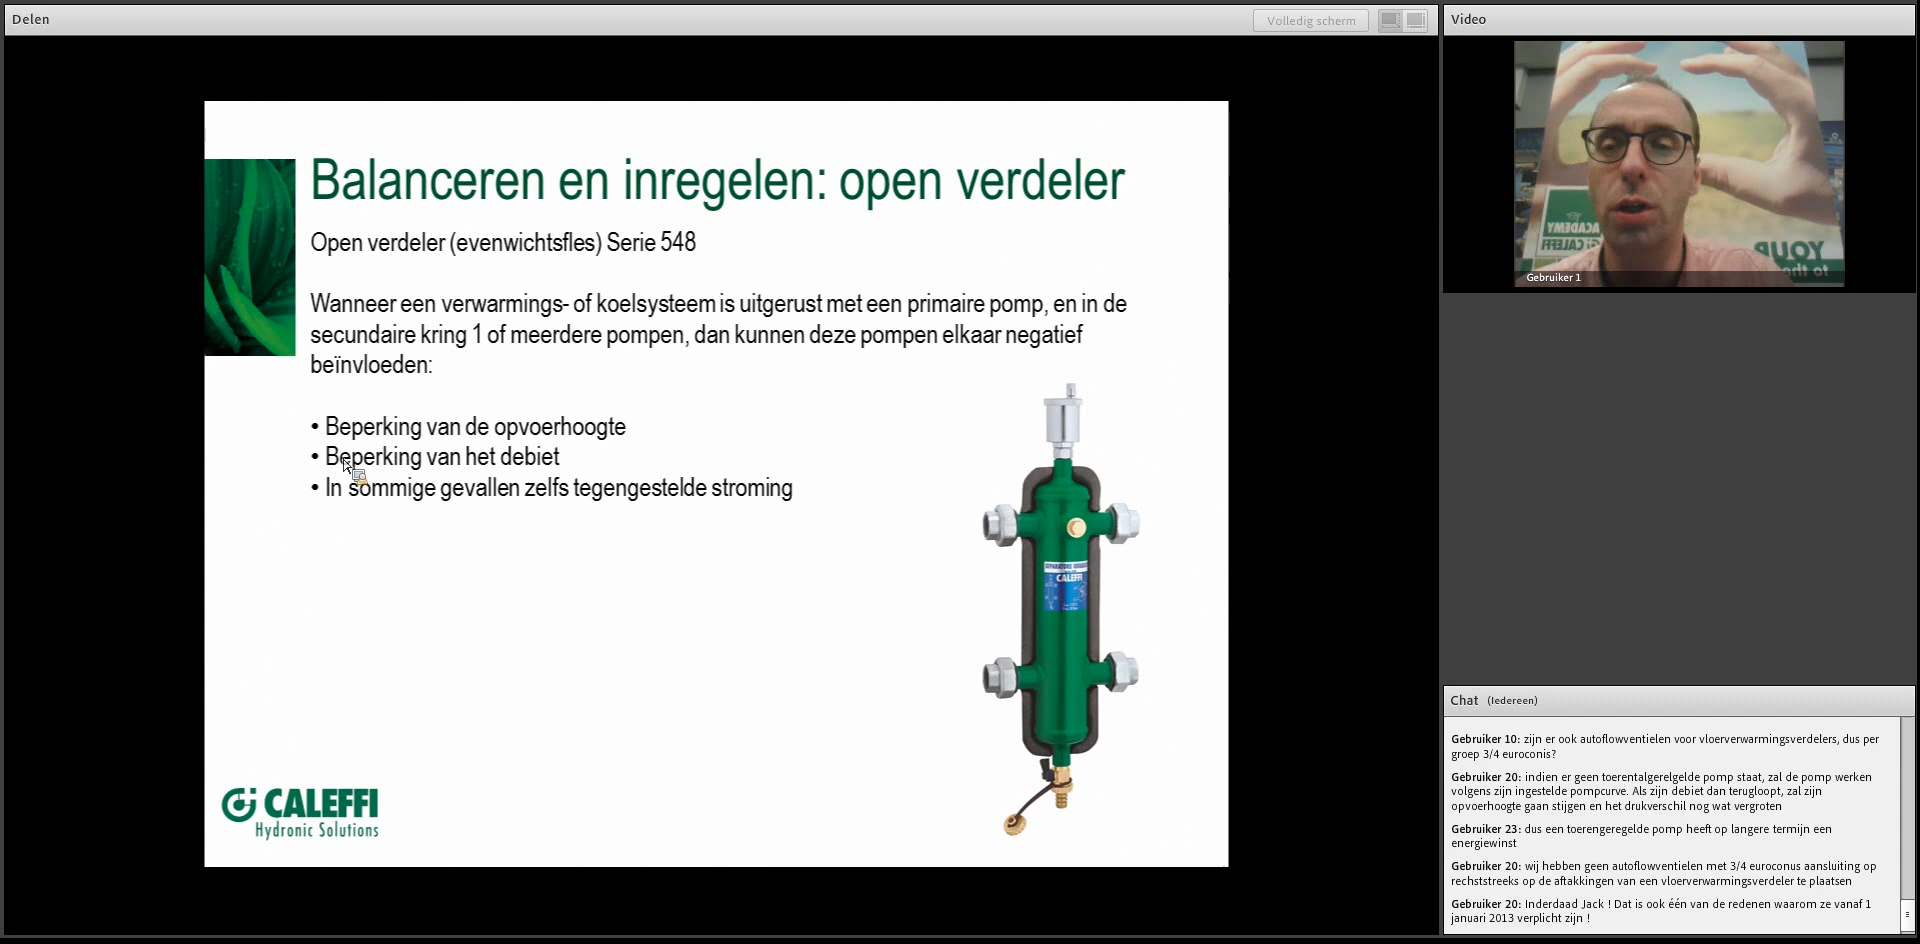 Delen
Volledig scherm
Video
Balanceren en inregelen: open verdeler
Open verdeler (evenwichtsfles) Serie 548
Wanneer een verwarmings- of koelsysteem is uitgerust met een primaire pomp, en in de
secundaire kring 1 of meerdere pompen, dan kunnen deze pompen elkaar negatief
beïnvloeden:
• Beperking van de opvoerhoogte
• Beperking van het debiet
• In sommige gevallen zelfs tegengestelde stroming
CALEFFI
CALEFFI
Hydronic Solutions
ACADEMY
CALEFFI
YOUR
to the
Gebruiker 1
Chat (Iedereen)
Gebruiker 10: zijn er ook autoflowventielen voor vloerverwarmingsverdelers, dus per
groep 3/4 euroconis?
Gebruiker 20: indien er geen toerentalgerelgelde pomp staat, zal de pomp werken
volgens zijn ingestelde pompcurve. Als zijn debiet dan terugloopt, zal zijn
opvoerhoogte gaan stijgen en het drukverschil nog wat vergroten
Gebruiker 23: dus een toerengeregelde pomp heeft op langere termijn een
energiewinst
Gebruiker 20: wij hebben geen autoflowventielen met 3/4 euroconus aansluiting op
rechststreeks op de aftakkingen van een vloerverwarmingsverdeler te plaatsen
Gebruiker 20: Inderdaad Jack ! Dat is ook één van de redenen waarom ze vanaf 1
januari 2013 verplicht zijn !